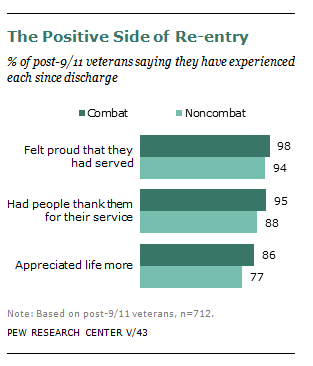 The Positive Side of Re-entry
% of post-9/11 veterans saying they have experienced
each since discharge
Combat Noncombat
Felt proud that they
had served
98
94
Had people thank them
for their service
95
88
Appreciated life more
86
77
Note: Based on post-9/11 veterans, n=712.
PEW RESEARCH CENTER V/43